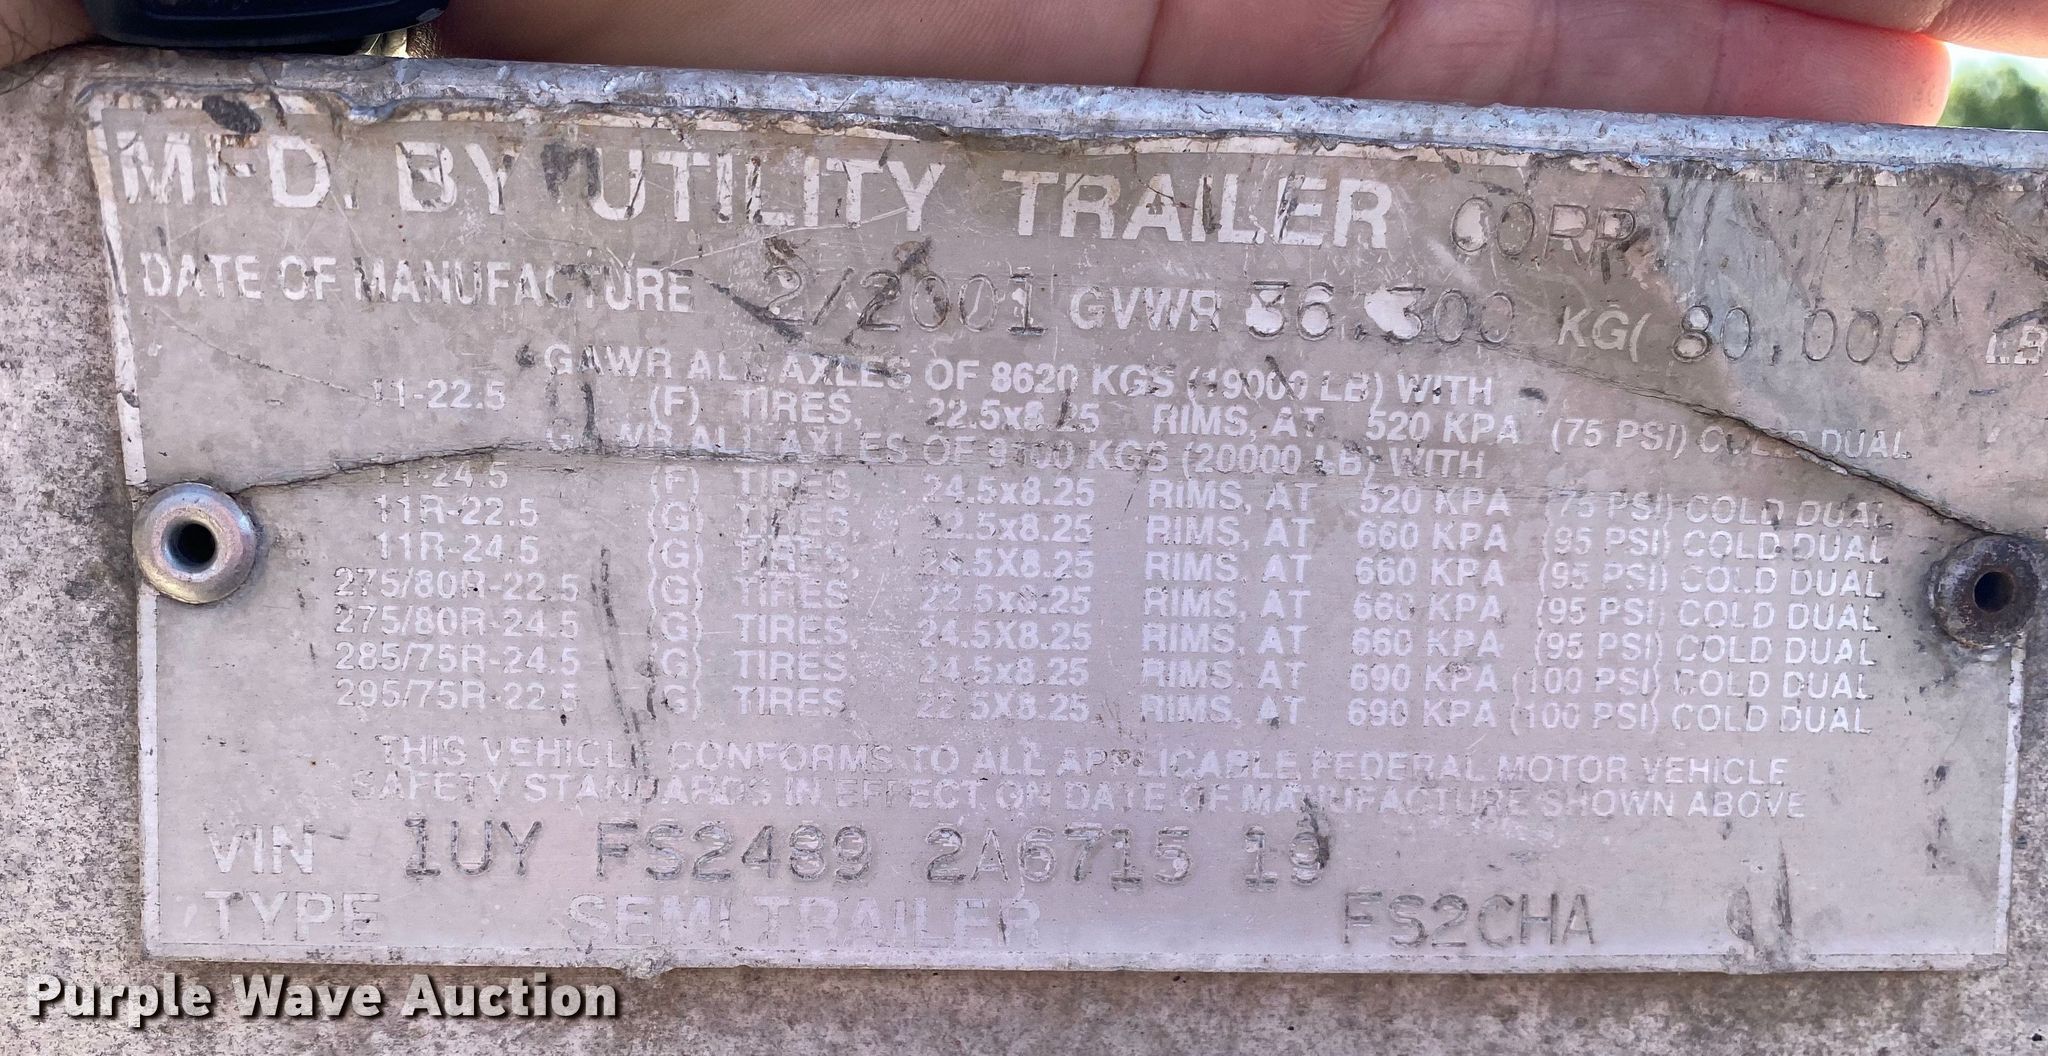 MFD. BY UTILITY TRAILER CORP
DATE OF MANUFACTURE 2/2001 GVWR 36,300 KG( 80,000 LB)
GAWR ALL AXLES OF 8620 KGS (19000 LB) WITH
11-22.5 (F) TIRES, 22.5x8.25 RIMS, AT 520 KPA (75 PSI) COLD DUAL
GAWR ALL AXLES OF 9100 KGS (20000 LB) WITH
11-24.5 (F) TIRES, 24.5x8.25 RIMS, AT 520 KPA (75 PSI) COLD DUAL
11R-22.5 (G) TIRES, 22.5x8.25 RIMS, AT 660 KPA (95 PSI) COLD DUAL
11R-24.5 (G) TIRES, 24.5X8.25 RIMS, AT 660 KPA (95 PSI) COLD DUAL
275/80R-22.5 (G) TIRES, 22.5x8.25 RIMS, AT 660 KPA (95 PSI) COLD DUAL
275/80R-24.5 (G) TIRES, 24.5X8.25 RIMS, AT 660 KPA (95 PSI) COLD DUAL
285/75R-24.5 (G) TIRES, 24.5x8.25 RIMS, AT 690 KPA (100 PSI) COLD DUAL
295/75R-22.5 (G) TIRES, 22.5X8.25 RIMS, AT 690 KPA (100 PSI) COLD DUAL
THIS VEHICLE CONFORMS TO ALL APPLICABLE FEDERAL MOTOR VEHICLE
SAFETY STANDARDS IN EFFECT ON DATE OF MANUFACTURE SHOWN ABOVE
VIN 1UY FS2489 2A6715 19
TYPE SEMI TRAILER FS2CHA
Purple Wave Auction